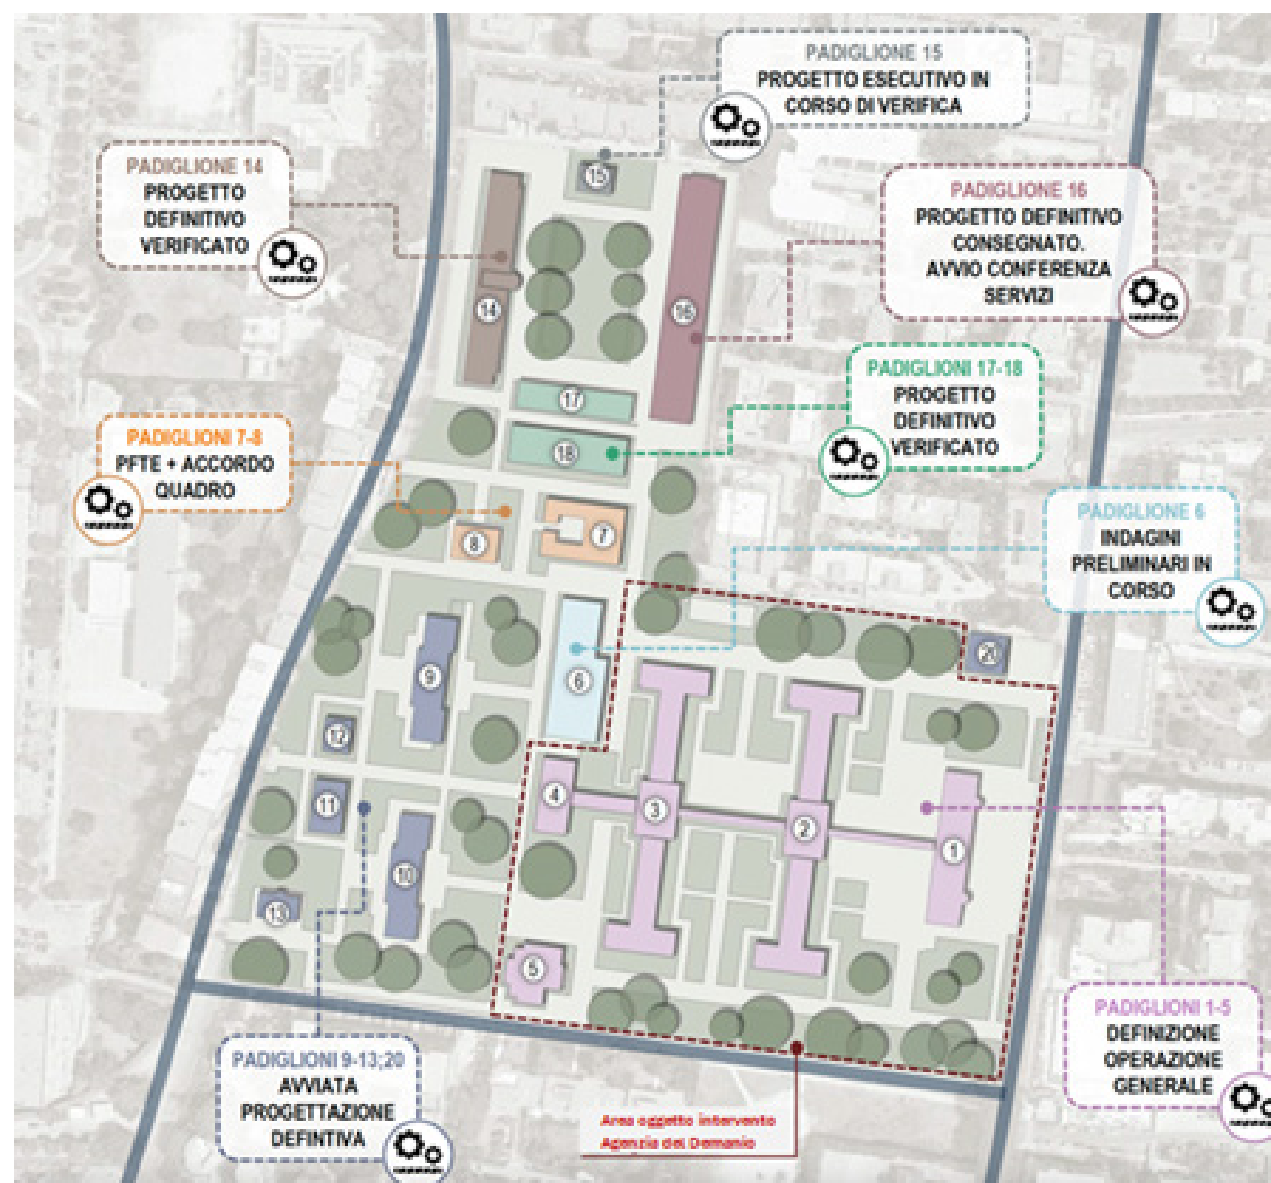 PADIGLIONE 15
PROGETTO ESECUTIVO IN
CORSO DI VERIFICA
PADIGLIONE 14
PROGETTO
DEFINITIVO
VERIFICATO
PADIGLIONE 16
PROGETTO DEFINITIVO
CONSEGNATO.
AVVIO CONFERENZA
SERVIZI
PADIGLIONI 17-18
PROGETTO
DEFINITIVO
VERIFICATO
PADIGLIONI 7-8
PFTE + ACCORDO
QUADRO
PADIGLIONE 6
INDAGINI
PRELIMINARI IN
CORSO
15
14
16
17
18
7
8
6
9
20
12
11
4
3
2
1
10
13
5
PADIGLIONI 1-5
DEFINIZIONE
OPERAZIONE
GENERALE
PADIGLIONI 9-13;20
AVVIATA
PROGETTAZIONE
DEFINTIVA
Area oggetto intervento
Agenzia del Demanio